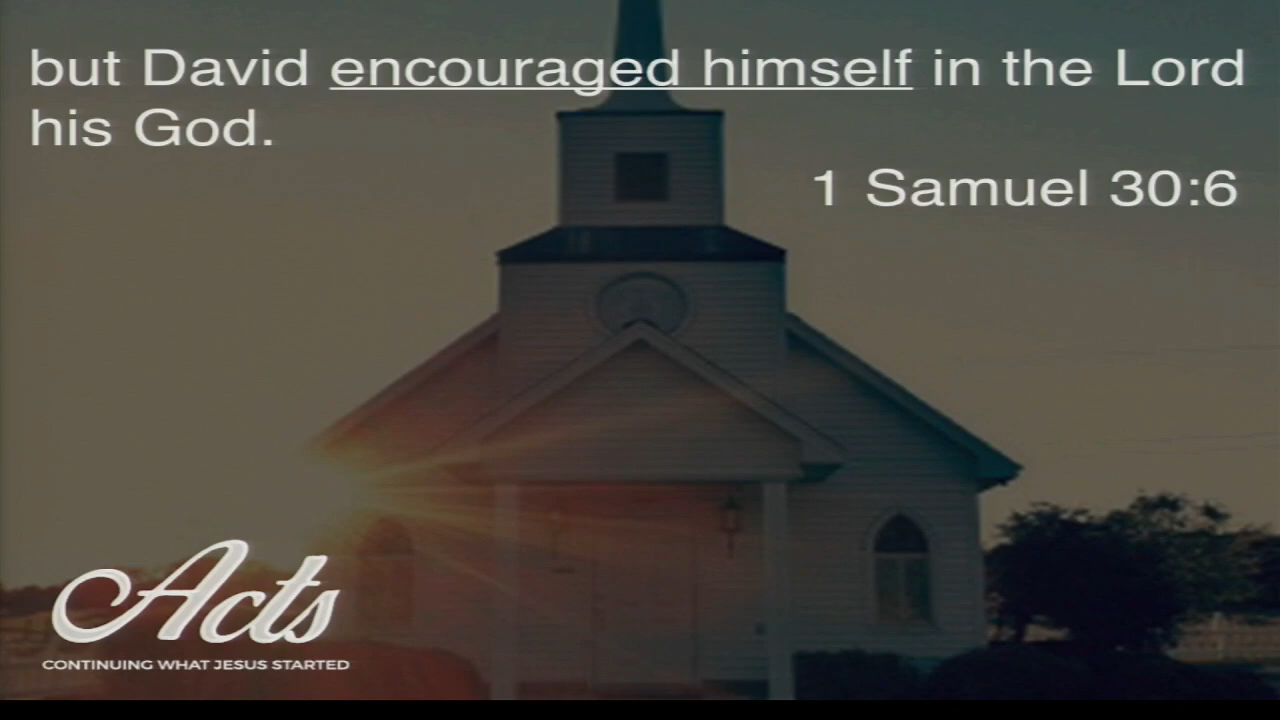 but David encouraged himself in the Lord
his God.
1 Samuel 30:6
Acts
CONTINUING WHAT JESUS STARTED